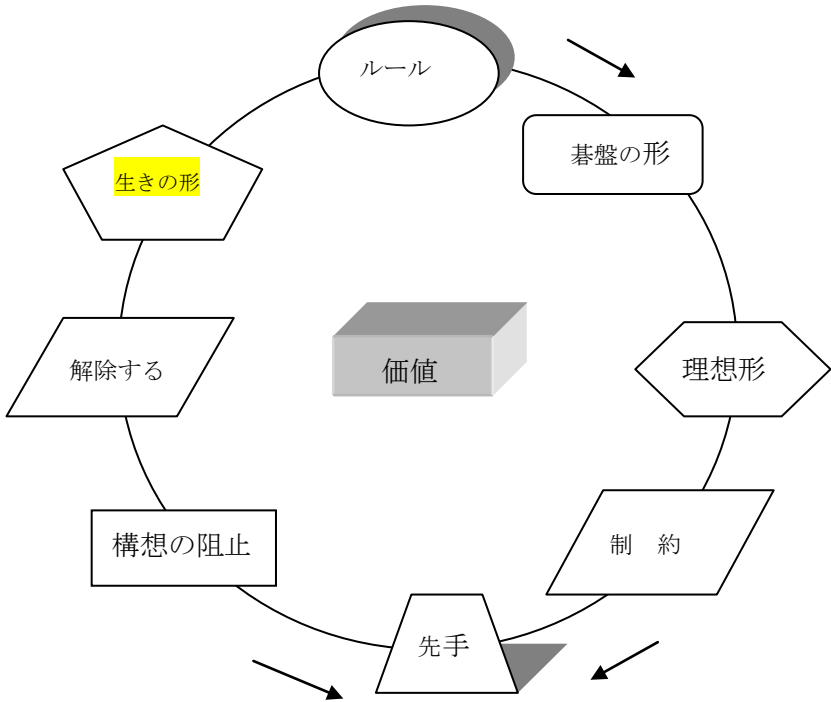 ルール
碁盤の形
生きの形
理想形
解除する
価値
制　約
構想の阻止
先手